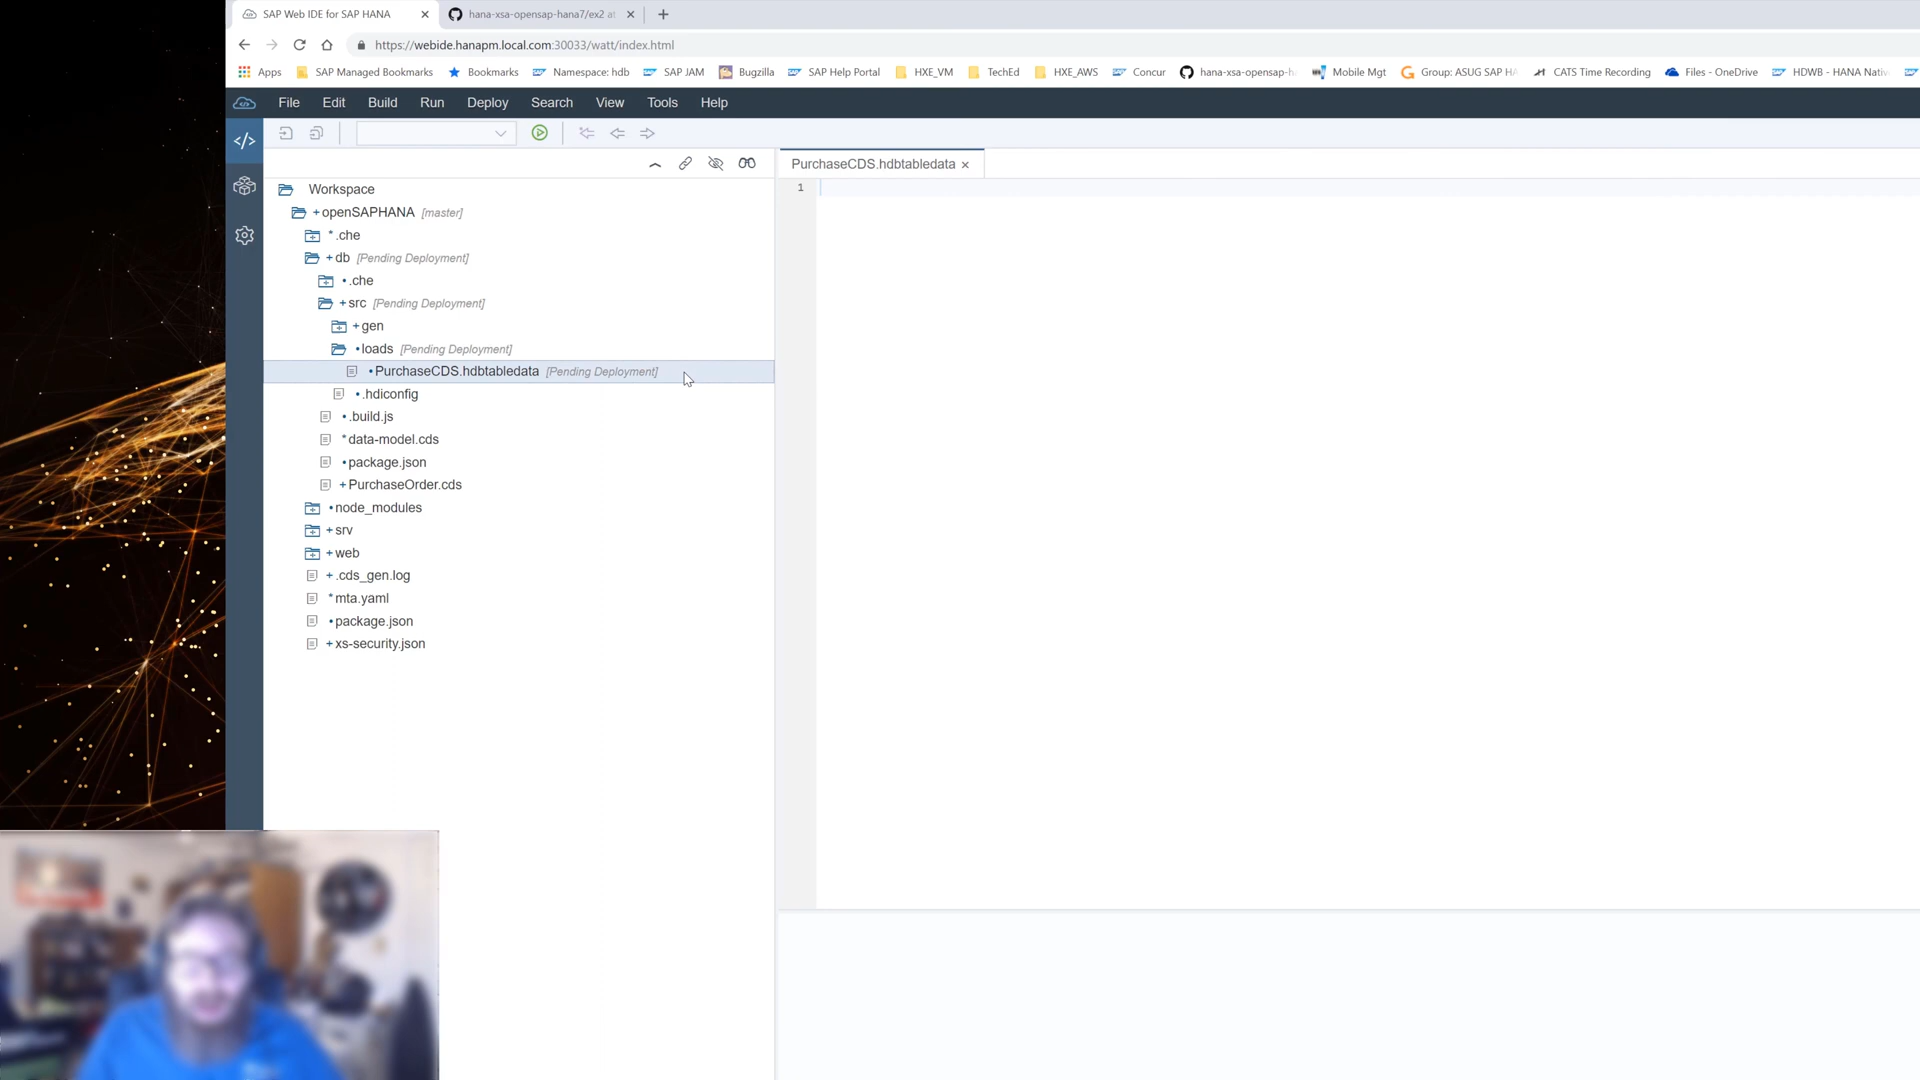 SAP Web IDE for SAP HANA
hana-xsa-opensap-hana7/ex2 at
https://webide.hanapm.local.com:30033/watt/index.html
Apps SAP Managed Bookmarks Bookmarks Namespace: hdb SAP JAM Bugzilla SAP Help Portal HXE_VM TechEd HXE_AWS Concur hana-xsa-opensap-h Mobile Mgt Group: ASUG SAP H CATS Time Recording Files - OneDrive HDWB - HANA Nativ
File Edit Build Run Deploy Search View Tools Help
PurchaseCDS.hdbtabledata ×
1
Workspace
+ openSAPHANA [master]
* .che
+ db [Pending Deployment]
• .che
+ src [Pending Deployment]
+ gen
• loads [Pending Deployment]
• PurchaseCDS.hdbtabledata [Pending Deployment]
• .hdiconfig
• .build.js
* data-model.cds
• package.json
+ PurchaseOrder.cds
• node_modules
+ srv
+ web
+ .cds_gen.log
* mta.yaml
• package.json
+ xs-security.json